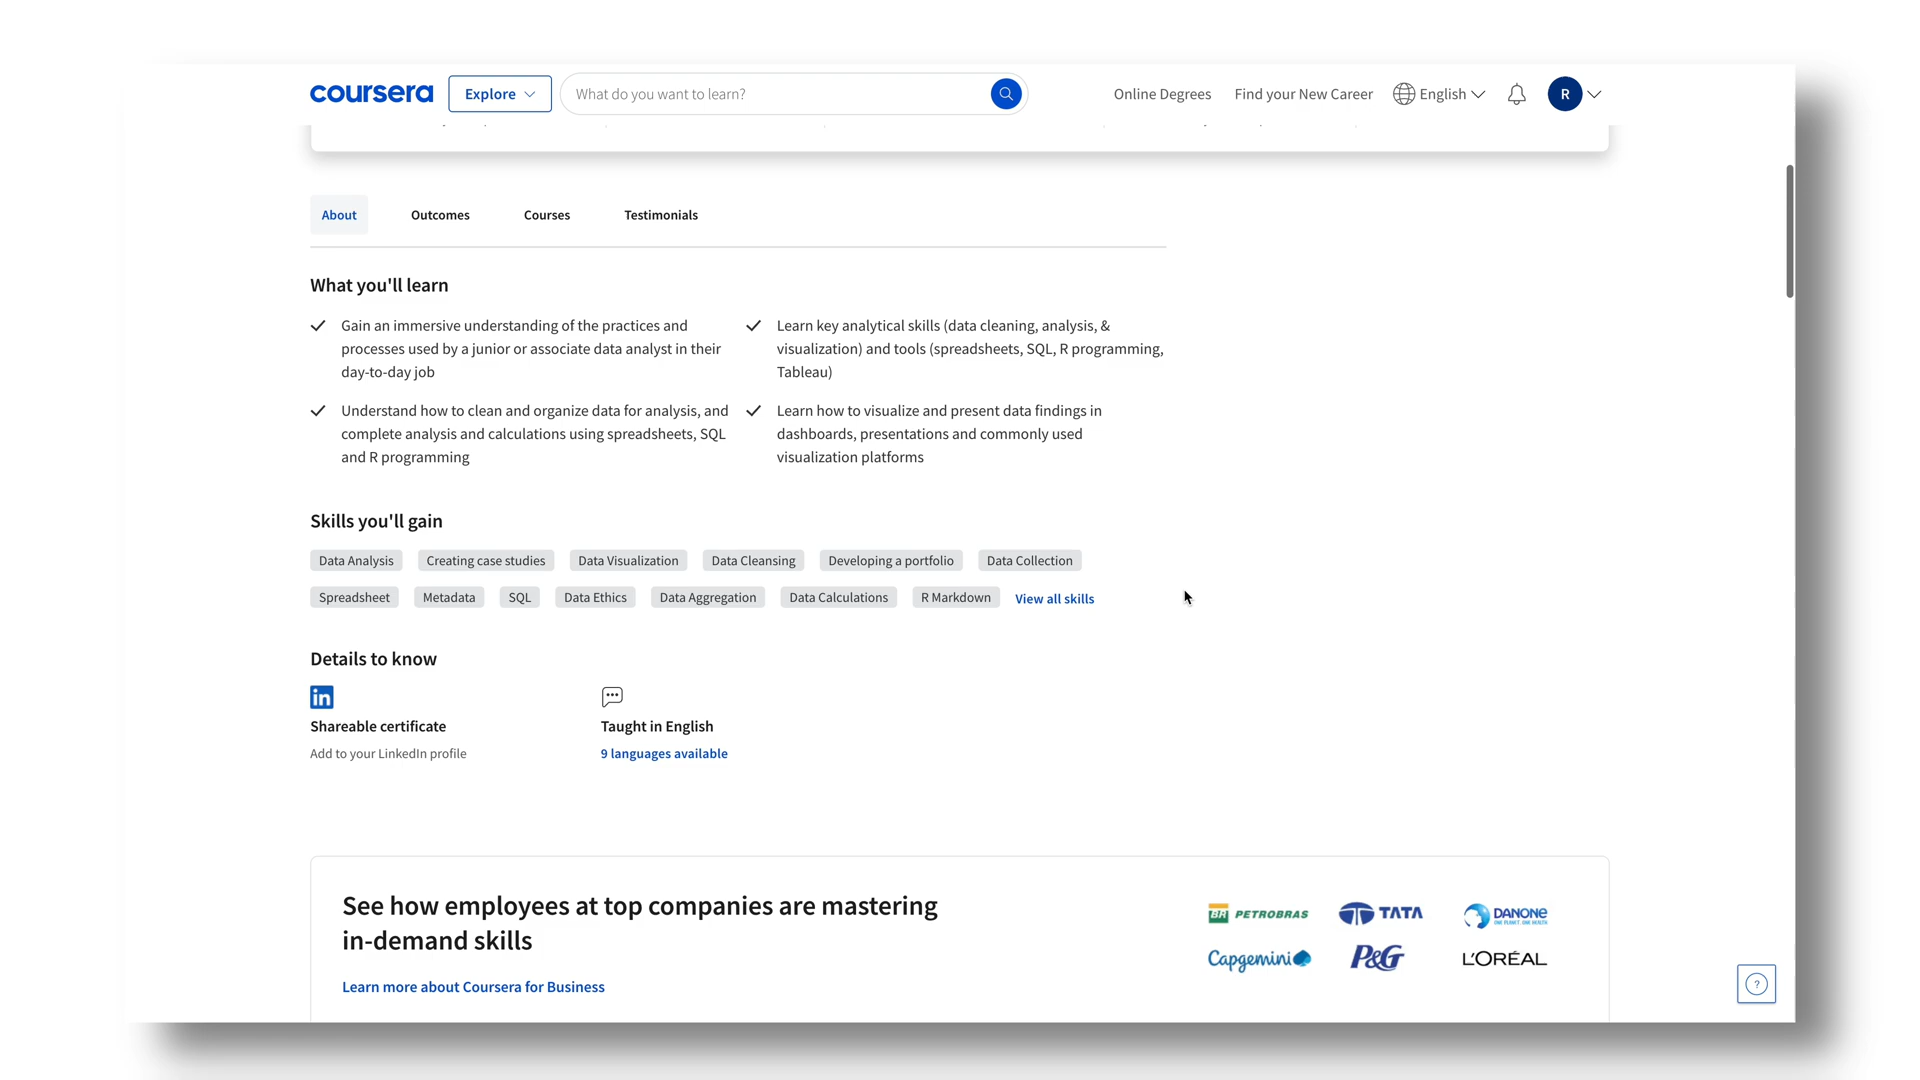 coursera
Explore
What do you want to learn?
Online Degrees
Find your New Career
English
R
About
Outcomes
Courses
Testimonials
What you'll learn
Gain an immersive understanding of the practices and
processes used by a junior or associate data analyst in their
day-to-day job
Learn key analytical skills (data cleaning, analysis, &
visualization) and tools (spreadsheets, SQL, R programming,
Tableau)
Understand how to clean and organize data for analysis, and
complete analysis and calculations using spreadsheets, SQL
and R programming
Learn how to visualize and present data findings in
dashboards, presentations and commonly used
visualization platforms
Skills you'll gain
Data Analysis
Creating case studies
Data Visualization
Data Cleansing
Developing a portfolio
Data Collection
Spreadsheet
Metadata
SQL
Data Ethics
Data Aggregation
Data Calculations
R Markdown
View all skills
Details to know
in
Shareable certificate
Add to your LinkedIn profile
Taught in English
9 languages available
See how employees at top companies are mastering
in-demand skills
Learn more about Coursera for Business
BR PETROBRAS
TATA
DANONE
ONE PLANET. ONE HEALTH
Capgemini
P&G
L'ORÉAL
?